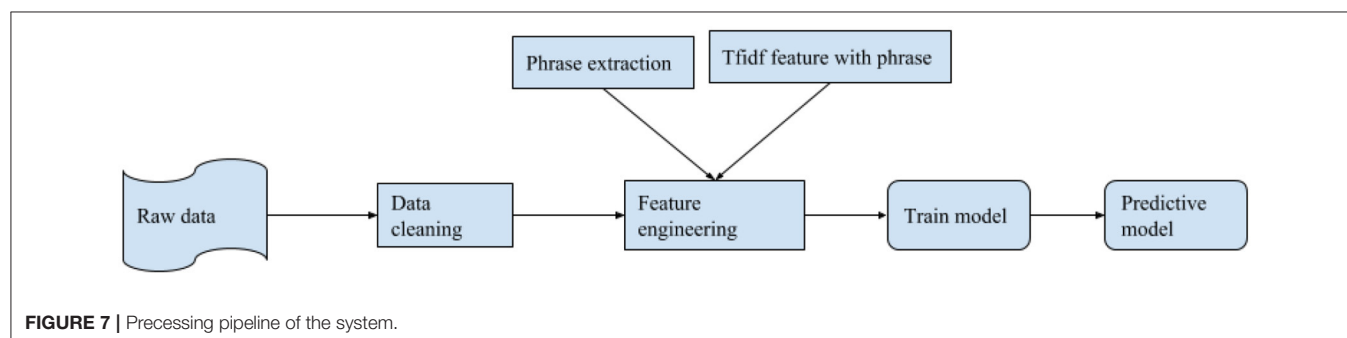 Phrase extraction
Tfidf feature with phrase
Raw data
Data
cleaning
Feature
engineering
Train model
Predictive
model
FIGURE 7 | Precessing pipeline of the system.